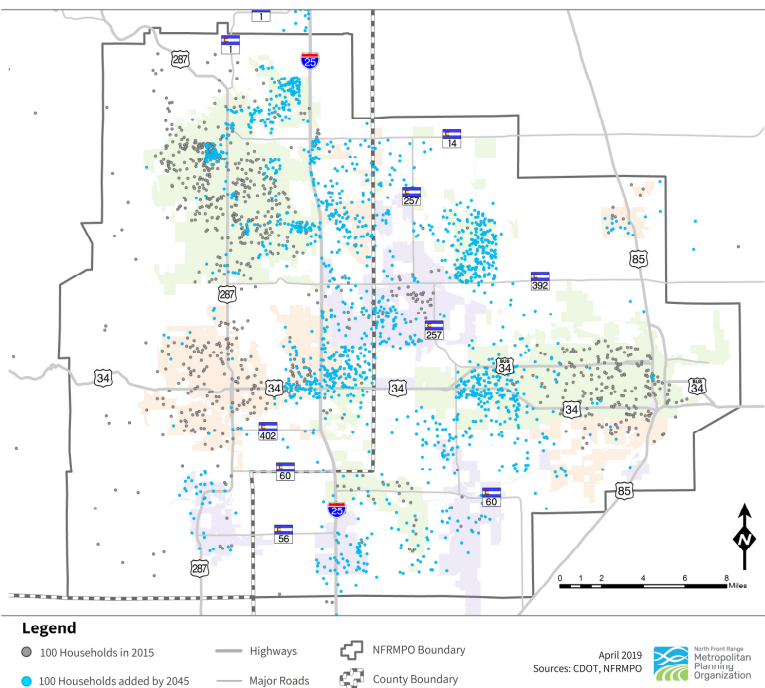 1
1
287
25
14
257
85
392
287
257
34
BUS
34
34
34
BUS
34
34
402
60
60
85
25
56
287
N
0 1 2 4 6 8
Miles
Legend
100 Households in 2015
Highways
NFRMPO Boundary
100 Households added by 2045
Major Roads
County Boundary
April 2019
Sources: CDOT, NFRMPO
North Front Range
Metropolitan
Planning
Organization